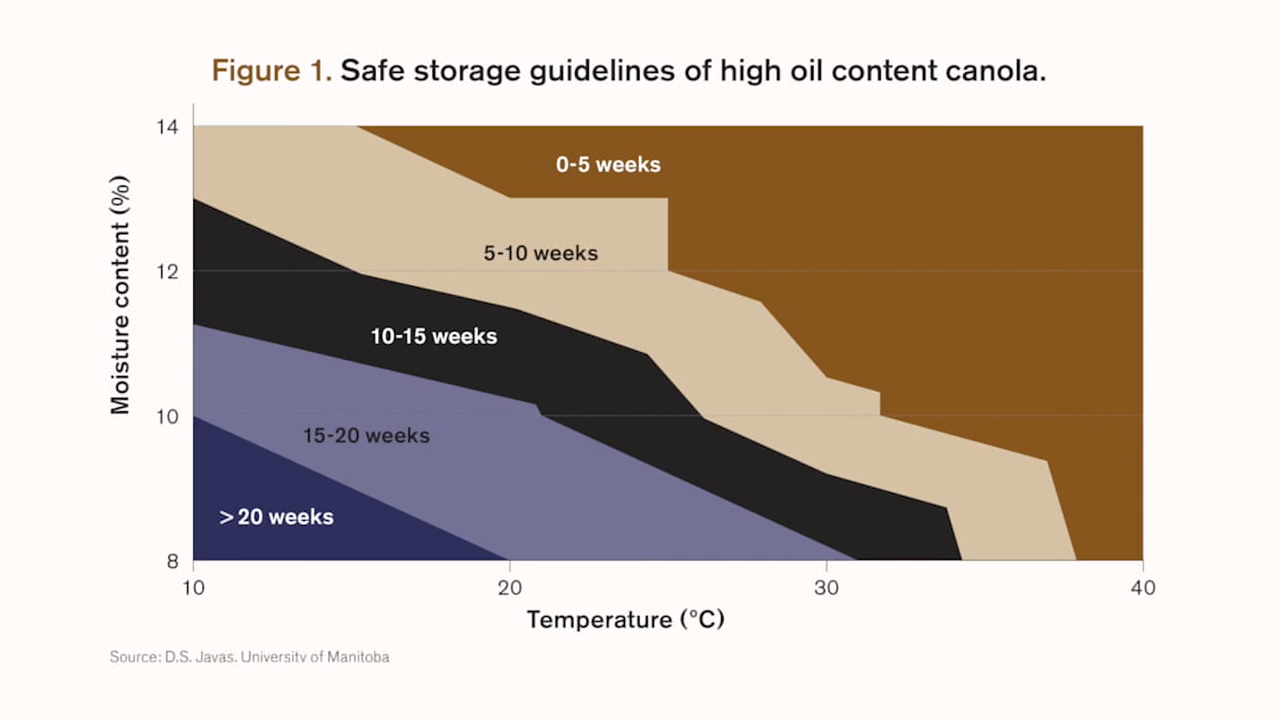 Figure 1. Safe storage guidelines of high oil content canola.
Moisture content (%)
14
12
10
8
0-5 weeks
5-10 weeks
10-15 weeks
15-20 weeks
> 20 weeks
10
20
30
40
Temperature (°C)
Source: D.S. Jayas, University of Manitoba